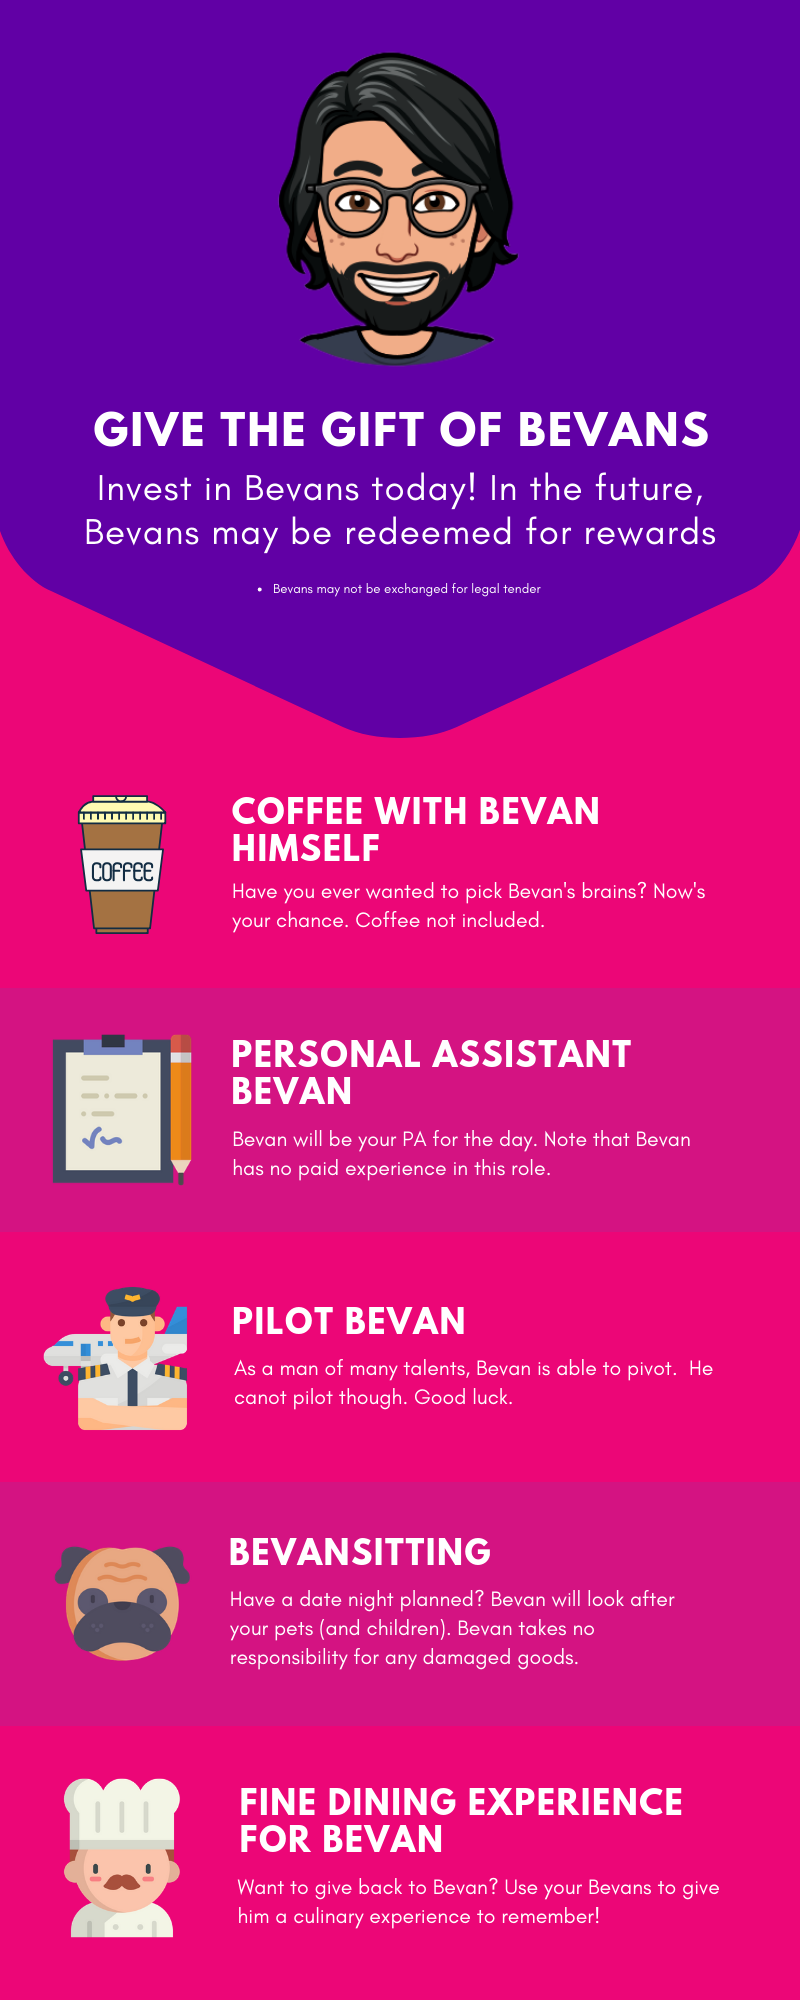 GIVE THE GIFT OF BEVANS
Invest in Bevans today! In the future,
Bevans may be redeemed for rewards
• Bevans may not be exchanged for legal tender
COFFEE
COFFEE WITH BEVAN
HIMSELF
Have you ever wanted to pick Bevan's brains? Now's
your chance. Coffee not included.
PERSONAL ASSISTANT
BEVAN
Bevan will be your PA for the day. Note that Bevan
has no paid experience in this role.
PILOT BEVAN
As a man of many talents, Bevan is able to pivot.  He
canot pilot though. Good luck.
BEVANSITTING
Have a date night planned? Bevan will look after
your pets (and children). Bevan takes no
responsibility for any damaged goods.
FINE DINING EXPERIENCE
FOR BEVAN
Want to give back to Bevan? Use your Bevans to give
him a culinary experience to remember!